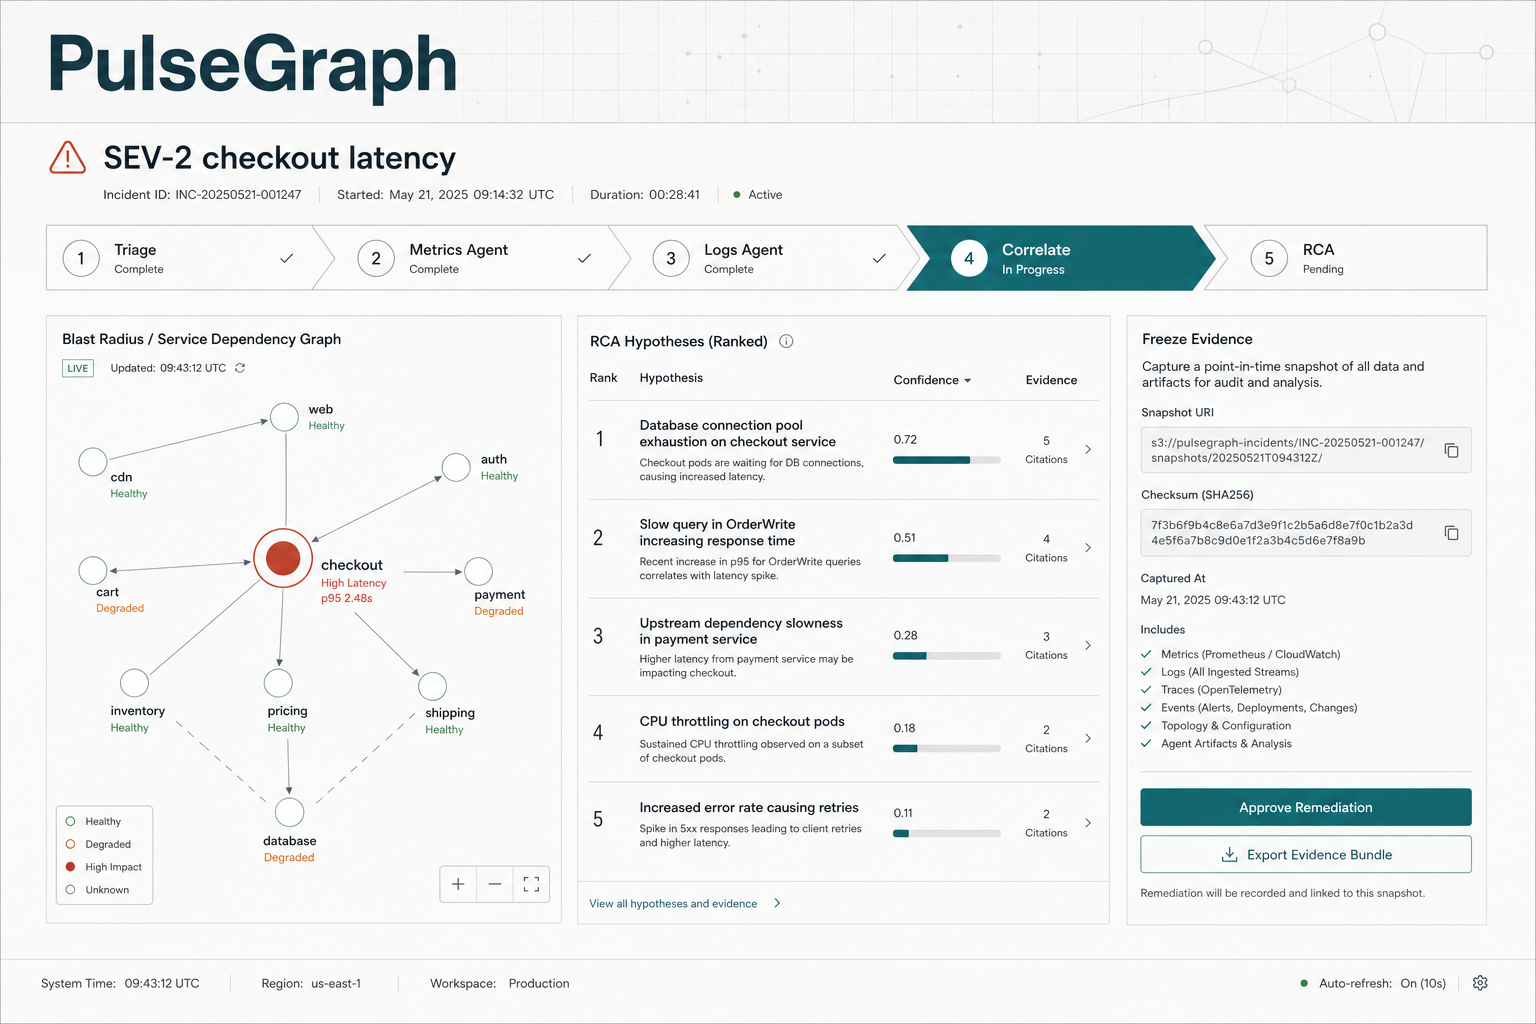 PulseGraph
SEV-2 checkout latency
Incident ID: INC-20250521-001247
Started: May 21, 2025 09:14:32 UTC
Duration: 00:28:41
Active
1
Triage
Complete
2
Metrics Agent
Complete
3
Logs Agent
Complete
4
Correlate
In Progress
5
RCA
Pending
Blast Radius / Service Dependency Graph
LIVE
Updated: 09:43:12 UTC
web
Healthy
cdn
Healthy
auth
Healthy
checkout
High Latency
p95 2.48s
cart
Degraded
payment
Degraded
inventory
Healthy
pricing
Healthy
shipping
Healthy
database
Degraded
Healthy
Degraded
High Impact
Unknown
RCA Hypotheses (Ranked)
Rank
Hypothesis
Confidence
Evidence
1
Database connection pool
exhaustion on checkout service
Checkout pods are waiting for DB connections,
causing increased latency.
0.72
5
Citations
2
Slow query in OrderWrite
increasing response time
Recent increase in p95 for OrderWrite queries
correlates with latency spike.
0.51
4
Citations
3
Upstream dependency slowness
in payment service
Higher latency from payment service may be
impacting checkout.
0.28
3
Citations
4
CPU throttling on checkout pods
Sustained CPU throttling observed on a subset
of checkout pods.
0.18
2
Citations
5
Increased error rate causing retries
Spike in 5xx responses leading to client retries
and higher latency.
0.11
2
Citations
View all hypotheses and evidence
Freeze Evidence
Capture a point-in-time snapshot of all data and
artifacts for audit and analysis.
Snapshot URI
s3://pulsegraph-incidents/INC-20250521-001247/
snapshots/20250521T094312Z/
Checksum (SHA256)
7f3b6f9b4c8e6a7d3e9f1c2b5a6d8e7f0c1b2a3d
4e5f6a7b8c9d0e1f2a3b4c5d6e7f8a9b
Captured At
May 21, 2025 09:43:12 UTC
Includes
Metrics (Prometheus / CloudWatch)
Logs (All Ingested Streams)
Traces (OpenTelemetry)
Events (Alerts, Deployments, Changes)
Topology & Configuration
Agent Artifacts & Analysis
Approve Remediation
Export Evidence Bundle
Remediation will be recorded and linked to this snapshot.
System Time: 09:43:12 UTC
Region: us-east-1
Workspace: Production
Auto-refresh: On (10s)